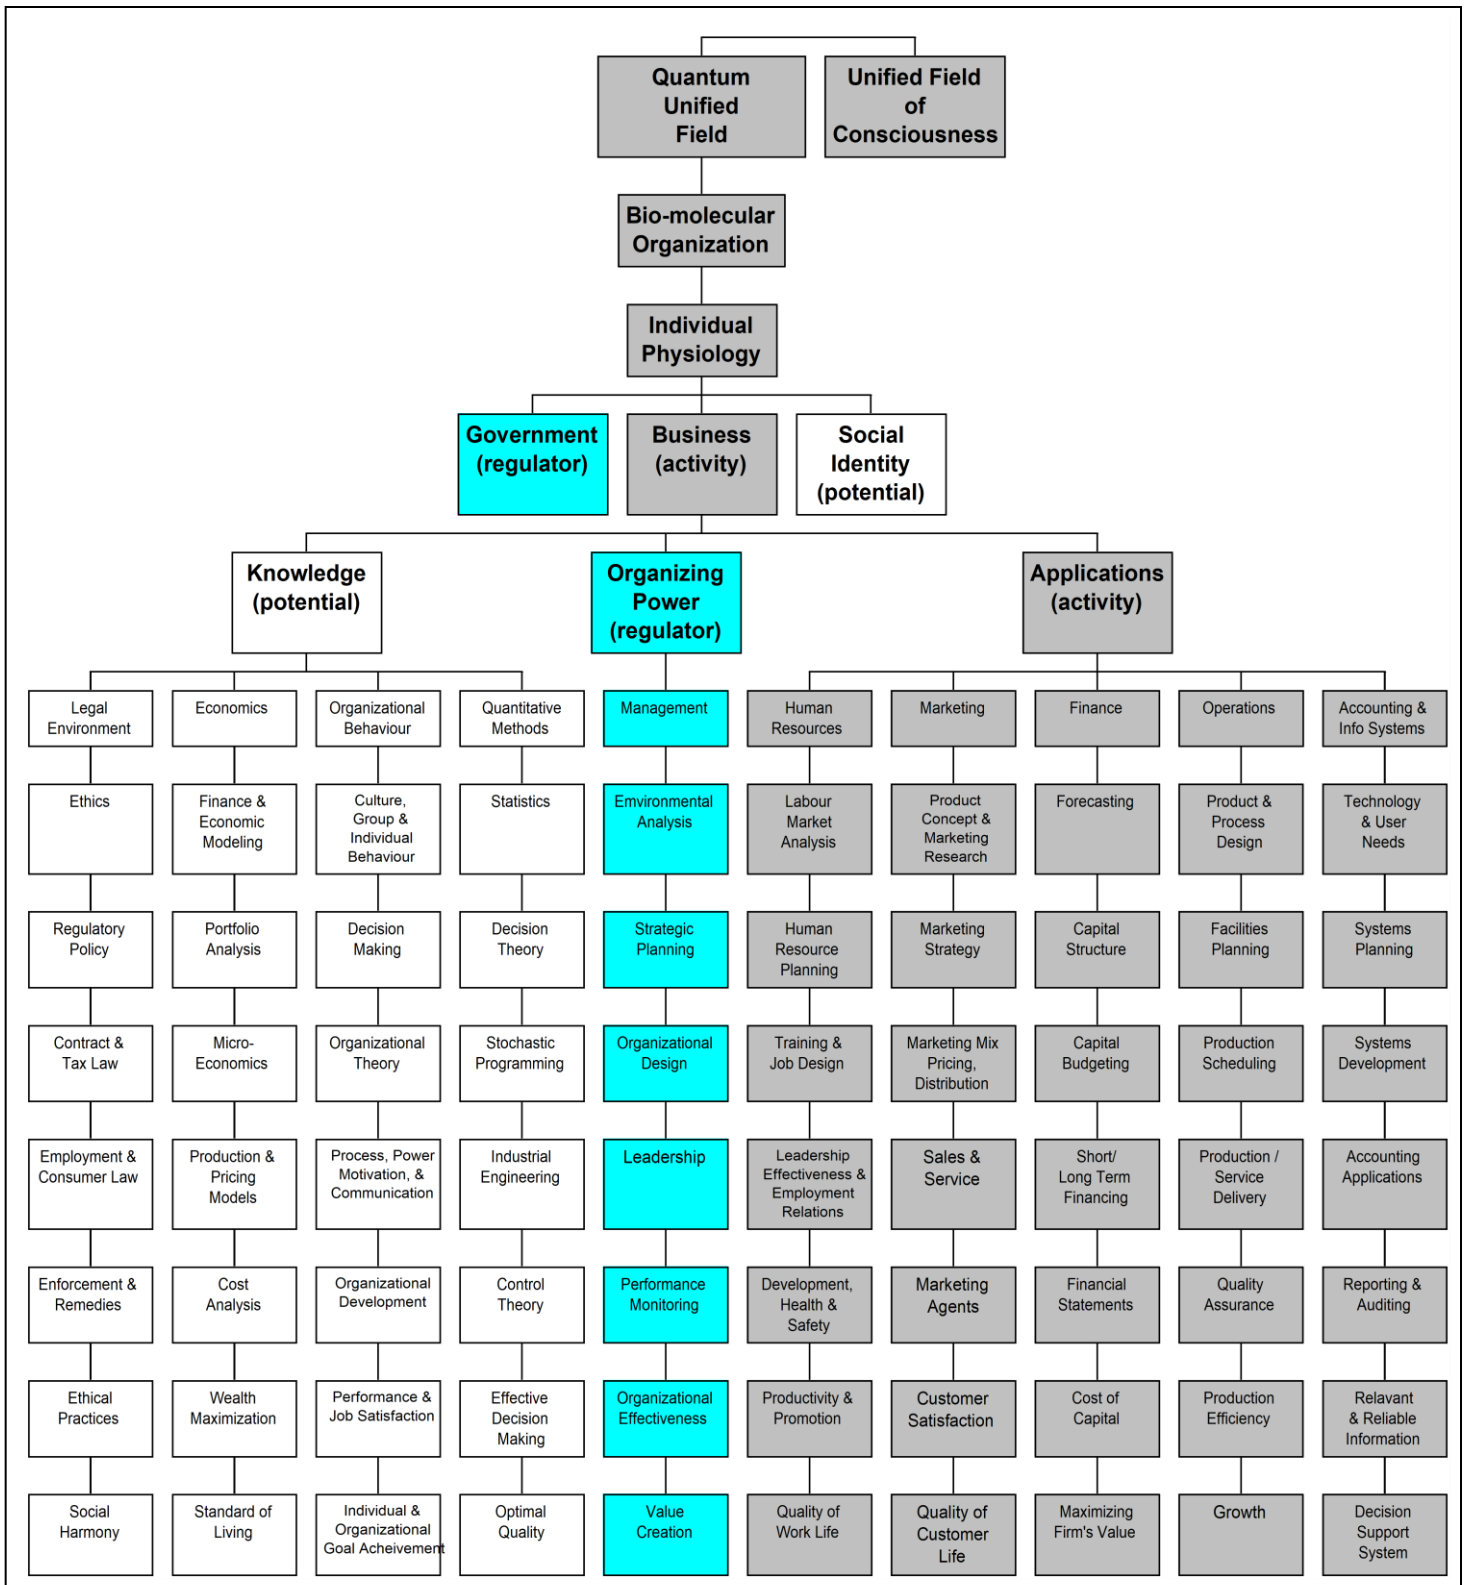 Quantum
Unified
Field
Unified Field
of
Consciousness
Bio-molecular
Organization
Individual
Physiology
Government
(regulator)
Business
(activity)
Social
Identity
(potential)
Knowledge
(potential)
Organizing
Power
(regulator)
Applications
(activity)
Legal
Environment
Economics
Organizational
Behaviour
Quantitative
Methods
Management
Human
Resources
Marketing
Finance
Operations
Accounting &
Info Systems
Ethics
Finance &
Economic
Modeling
Culture,
Group &
Individual
Behaviour
Statistics
Emvironmental
Analysis
Labour
Market
Analysis
Product
Concept &
Marketing
Research
Forecasting
Product &
Process
Design
Technology
& User
Needs
Regulatory
Policy
Portfolio
Analysis
Decision
Making
Decision
Theory
Strategic
Planning
Human
Resource
Planning
Marketing
Strategy
Capital
Structure
Facilities
Planning
Systems
Planning
Contract &
Tax Law
Micro-
Economics
Organizational
Theory
Stochastic
Programming
Organizational
Design
Training &
Job Design
Marketing Mix
Pricing,
Distribution
Capital
Budgeting
Production
Scheduling
Systems
Development
Employment &
Consumer Law
Production &
Pricing
Models
Process, Power
Motivation, &
Communication
Industrial
Engineering
Leadership
Leadership
Effectiveness &
Employment
Relations
Sales &
Service
Short/
Long Term
Financing
Production /
Service
Delivery
Accounting
Applications
Enforcement &
Remedies
Cost
Analysis
Organizational
Development
Control
Theory
Performance
Monitoring
Development,
Health &
Safety
Marketing
Agents
Financial
Statements
Quality
Assurance
Reporting &
Auditing
Ethical
Practices
Wealth
Maximization
Performance &
Job Satisfaction
Effective
Decision
Making
Organizational
Effectiveness
Productivity &
Promotion
Customer
Satisfaction
Cost of
Capital
Production
Efficiency
Relavant
& Reliable
Information
Social
Harmony
Standard of
Living
Individual &
Organizational
Goal Acheivement
Optimal
Quality
Value
Creation
Quality of
Work Life
Quality of
Customer
Life
Maximizing
Firm's Value
Growth
Decision
Support
System